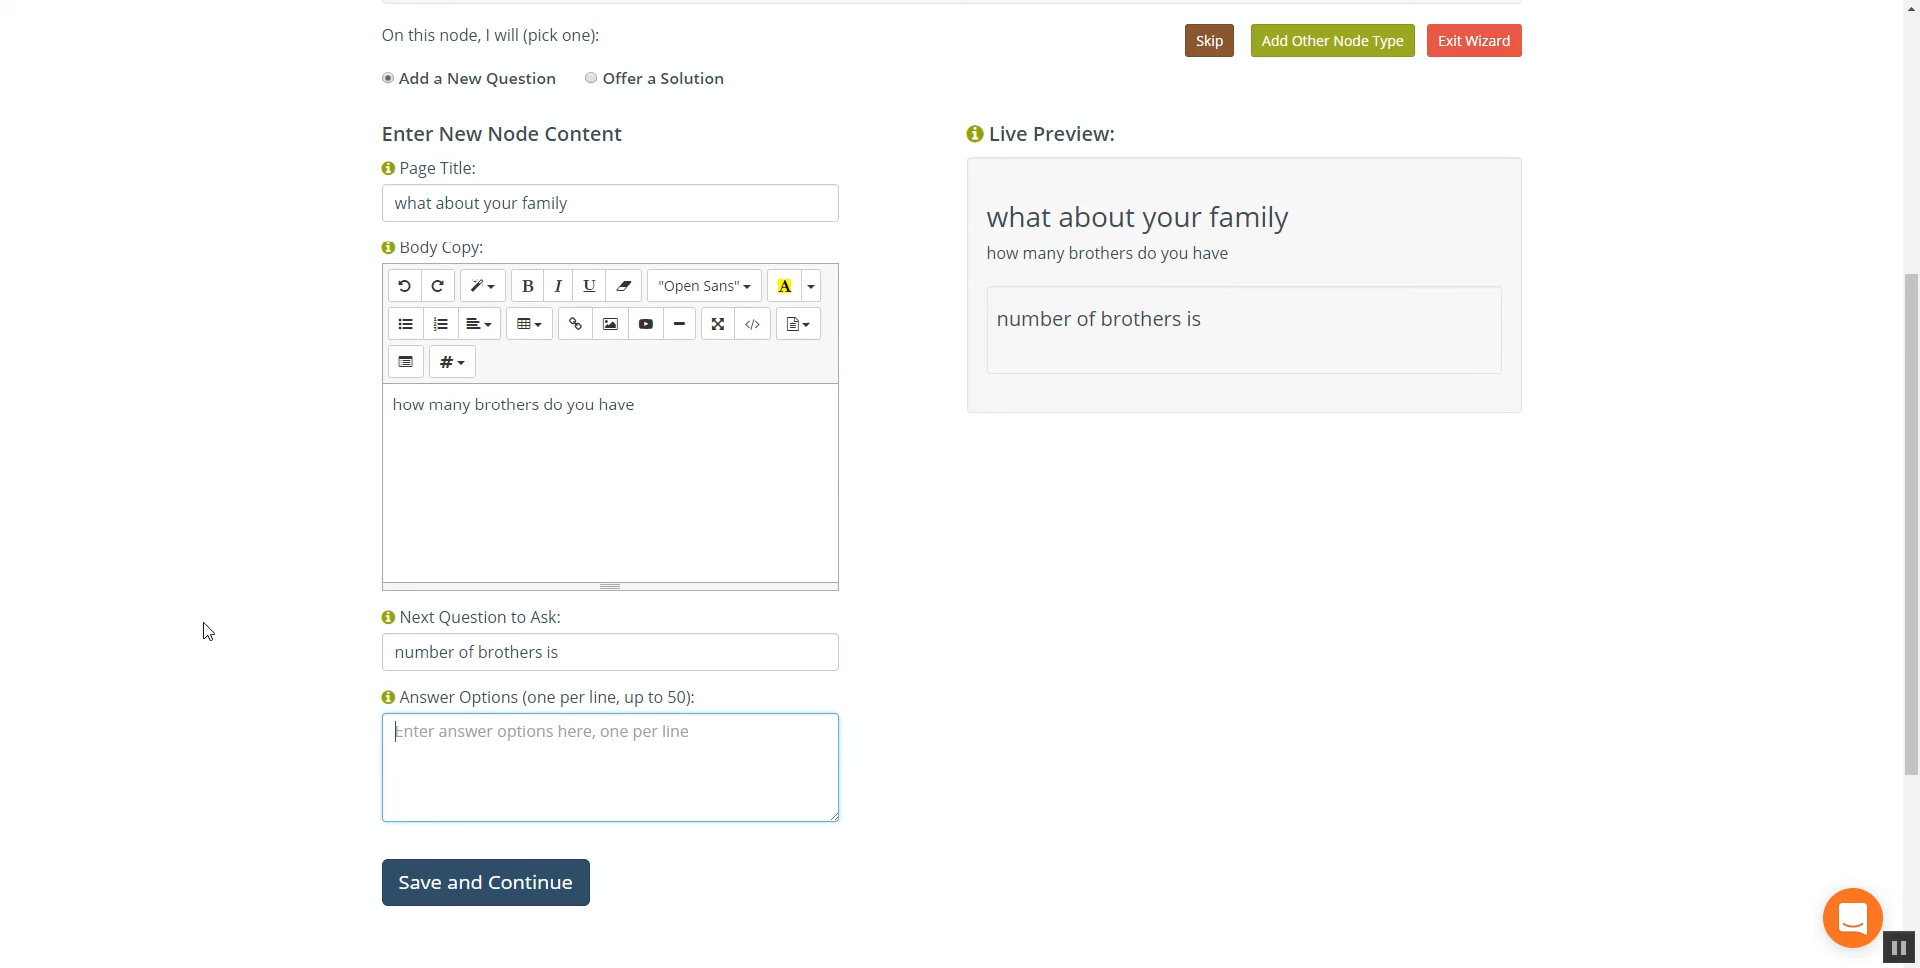 On this node, I will (pick one):
Skip
Add Other Node Type
Exit Wizard
Add a New Question
Offer a Solution
Enter New Node Content
Page Title:
what about your family
Body Copy:
B I U "Open Sans" A
#
how many brothers do you have
Next Question to Ask:
number of brothers is
Answer Options (one per line, up to 50):
Enter answer options here, one per line
Save and Continue
Live Preview:
what about your family
how many brothers do you have
number of brothers is